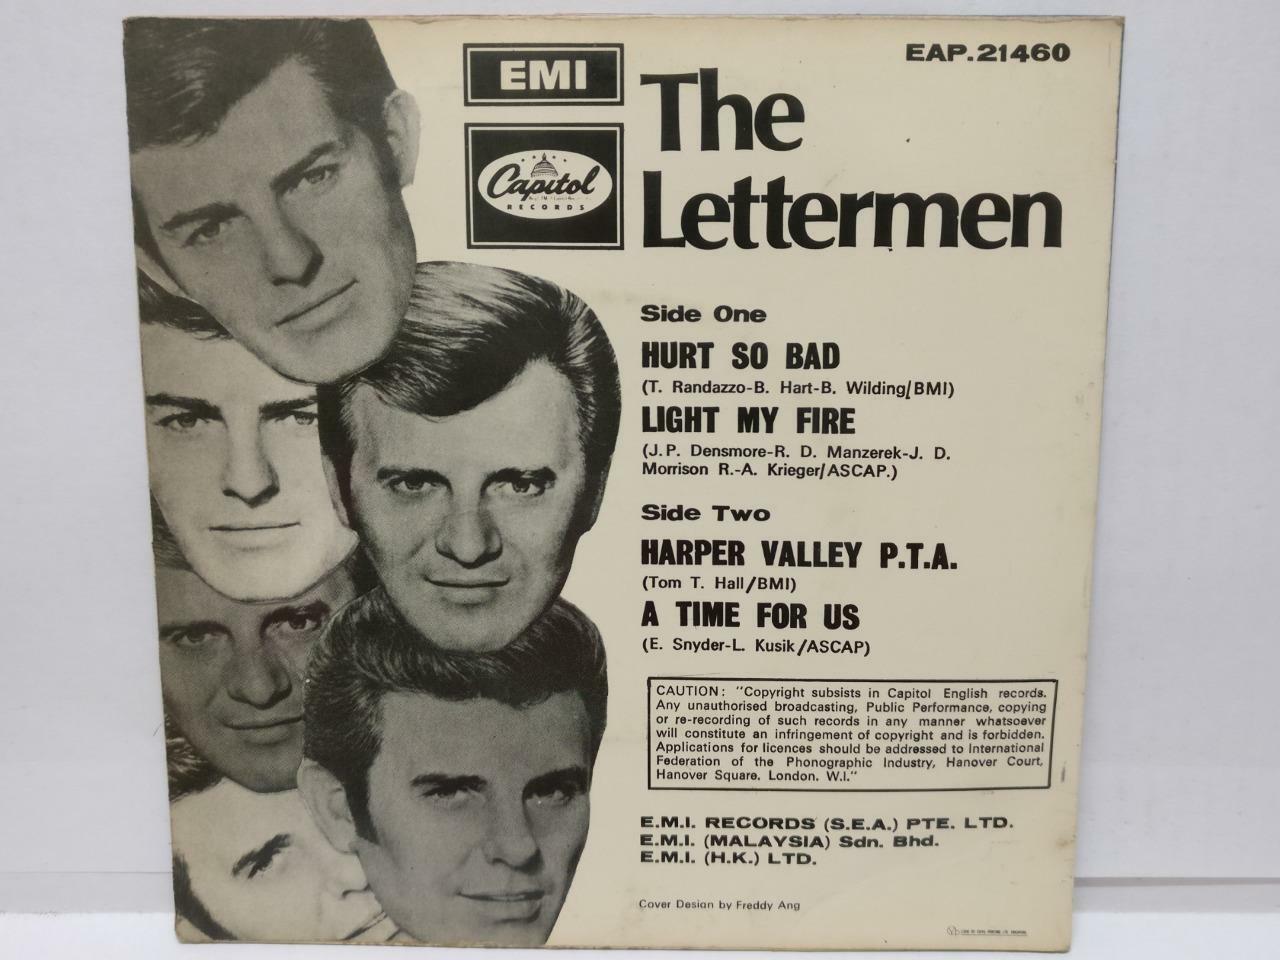 EAP.21460
EMI
Capitol
RECORDS
The
Lettermen
Side One
HURT SO BAD
(T. Randazzo-B. Hart-B. Wilding/BMI)
LIGHT MY FIRE
(J.P. Densmore-R. D. Manzerek-J. D.
Morrison R.-A. Krieger/ASCAP.)
Side Two
HARPER VALLEY P.T.A.
(Tom T. Hall/BMI)
A TIME FOR US
(E. Snyder-L. Kusik/ASCAP)
CAUTION: "Copyright subsists in Capitol English records.
Any unauthorised broadcasting, Public Performance, copying
or re-recording of such records in any manner whatsoever
will constitute an infringement of copyright and is forbidden.
Applications for licences should be addressed to International
Federation of the Phonographic Industry, Hanover Court,
Hanover Square. London. W.I."
E.M.I. RECORDS (S.E.A.) PTE. LTD.
E.M.I. (MALAYSIA) Sdn. Bhd.
E.M.I. (H.K.) LTD.
Cover Design by Freddy Ang